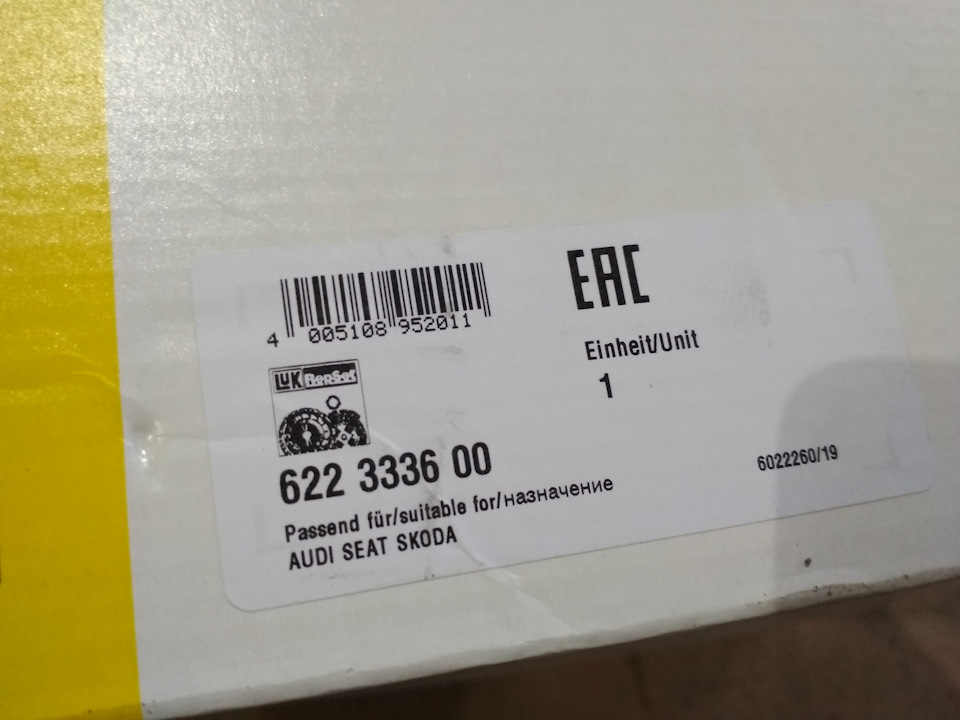 EAC
4 005108 952011
Einheit/Unit
1
LUK RepSet
622 3336 00
6022260/19
Passend für/suitable for/назначение
AUDI SEAT SKODA